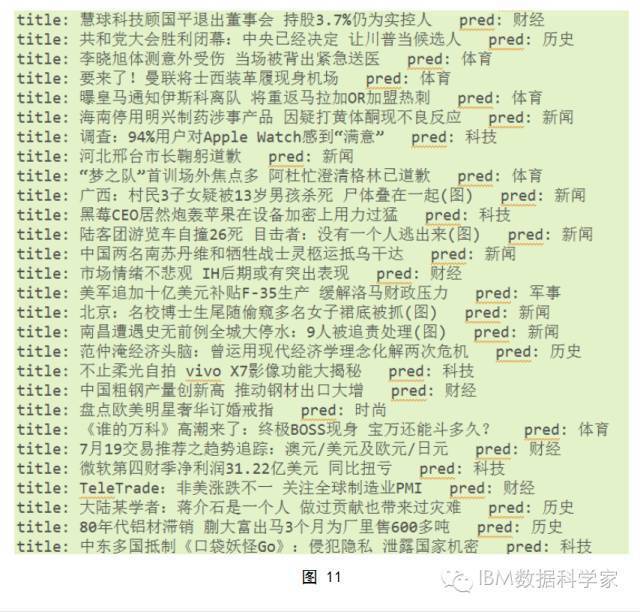 title: 慧球科技顾国平退出董事会 持股3.7%仍为实控人 pred: 财经
title: 共和党大会胜利闭幕：中央已经决定 让川普当候选人 pred: 历史
title: 李晓旭体测意外受伤 当场被背出紧急送医 pred: 体育
title: 要来了！曼联将士西装革履现身机场 pred: 体育
title: 曝皇马通知伊斯科离队 将重返马拉加OR加盟热刺 pred: 体育
title: 海南停用明兴制药涉事产品 因疑打黄体酮现不良反应 pred: 新闻
title: 调查：94%用户对Apple Watch感到“满意” pred: 科技
title: 河北邢台市长鞠躬道歉 pred: 新闻
title: “梦之队”首训场外焦点多 阿杜忙澄清格林已道歉 pred: 体育
title: 广西：村民3子女疑被13岁男孩杀死 尸体叠在一起(图) pred: 新闻
title: 黑莓CEO居然炮轰苹果在设备加密上用力过猛 pred: 科技
title: 陆客团游览车自撞26死 目击者：没有一个人逃出来(图) pred: 新闻
title: 中国两名南苏丹维和牺牲战士灵柩运抵乌干达 pred: 新闻
title: 市场情绪不悲观 IH后期或有突出表现 pred: 财经
title: 美军追加十亿美元补贴F-35生产 缓解洛马财政压力 pred: 军事
title: 北京：名校博士生尾随偷窥多名女子裙底被抓(图) pred: 新闻
title: 南昌遭遇史无前例全城大停水：9人被追责处理(图) pred: 新闻
title: 范仲淹经济头脑：曾运用现代经济学理念化解两次危机 pred: 历史
title: 不止柔光自拍 vivo X7影像功能大揭秘 pred: 科技
title: 中国粗钢产量创新高 推动钢材出口大增 pred: 财经
title: 盘点欧美明星奢华订婚戒指 pred: 时尚
title: 《谁的万科》高潮来了：终极BOSS现身 宝万还能斗多久？ pred: 体育
title: 7月19交易推荐之趋势追踪：澳元/美元及欧元/日元 pred: 财经
title: 微软第四财季净利润31.22亿美元 同比扭亏 pred: 科技
title: TeleTrade：非美涨跌不一 关注全球制造业PMI pred: 财经
title: 大陆某学者：蒋介石是一个人 做过贡献也带来过灾难 pred: 历史
title: 80年代铝材滞销 蒯大富出马3个月为厂里售600多吨 pred: 历史
title: 中东多国抵制《口袋妖怪Go》：侵犯隐私 泄露国家机密 pred: 科技
图 11
IBM数据科学家